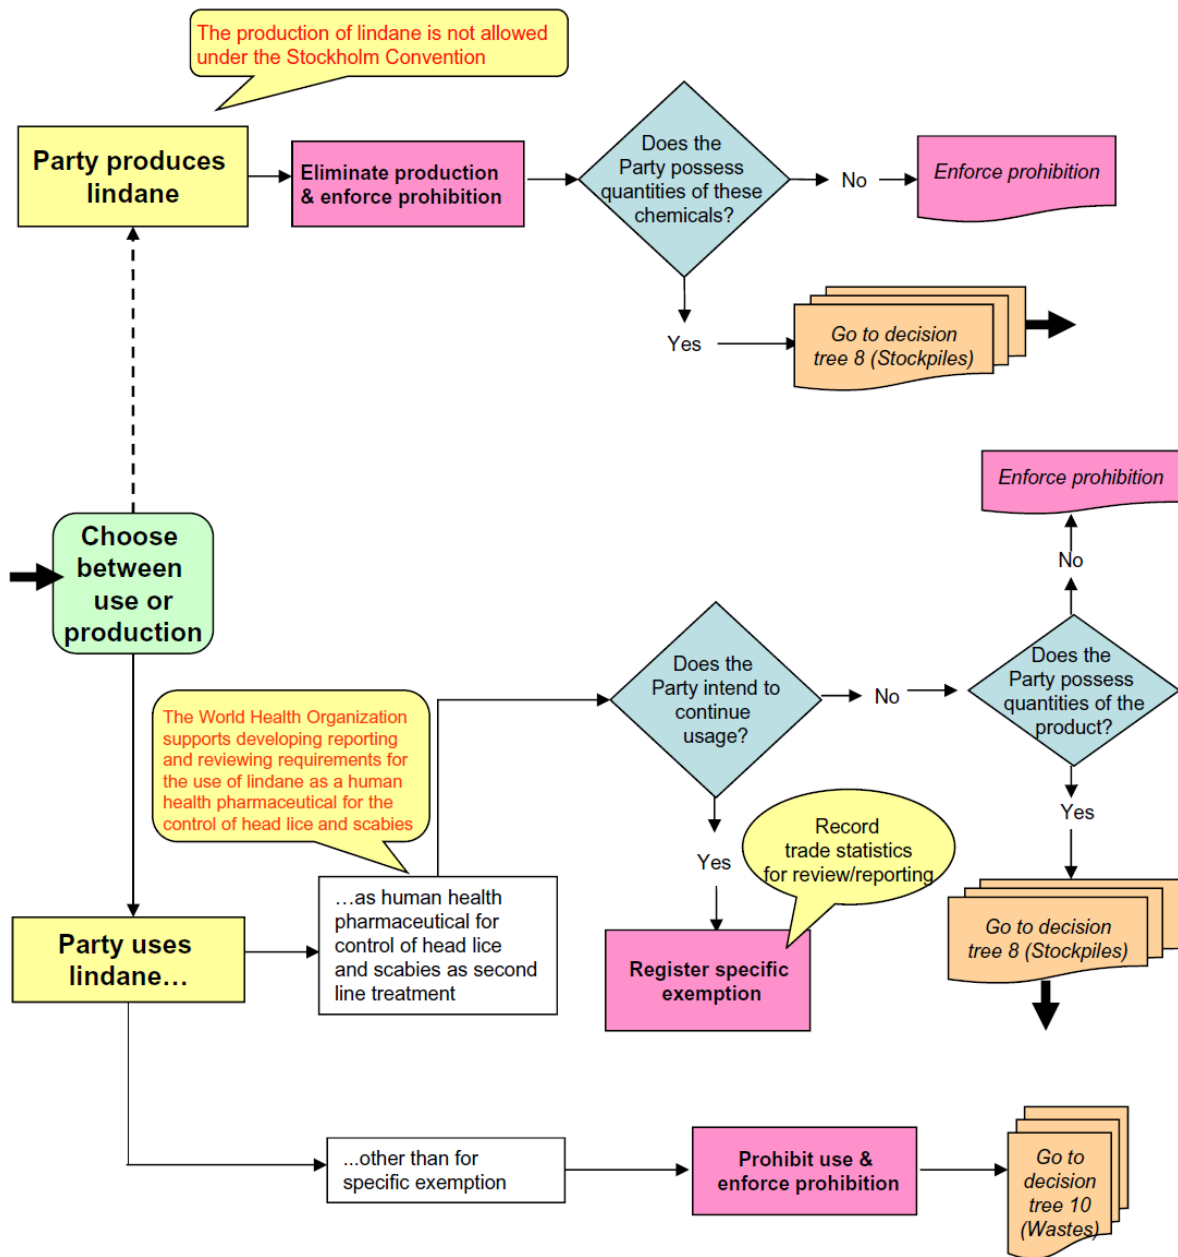 The production of lindane is not allowed
under the Stockholm Convention
Party produces
lindane
Eliminate production
& enforce prohibition
Does the
Party possess
quantities of these
chemicals?
No
Enforce prohibition
Yes
Go to decision
tree 8 (Stockpiles)
Choose
between
use or
production
Enforce prohibition
No
Does the
Party intend to
continue
usage?
No
Does the
Party possess
quantities of the
product?
The World Health Organization
supports developing reporting
and reviewing requirements for
the use of lindane as a human
health pharmaceutical for the
control of head lice and scabies
Yes
Record
trade statistics
for review/reporting
Yes
Party uses
lindane…
…as human health
pharmaceutical for
control of head lice
and scabies as second
line treatment
Register specific
exemption
Go to decision
tree 8 (Stockpiles)
...other than for
specific exemption
Prohibit use &
enforce prohibition
Go to
decision
tree 10
(Wastes)